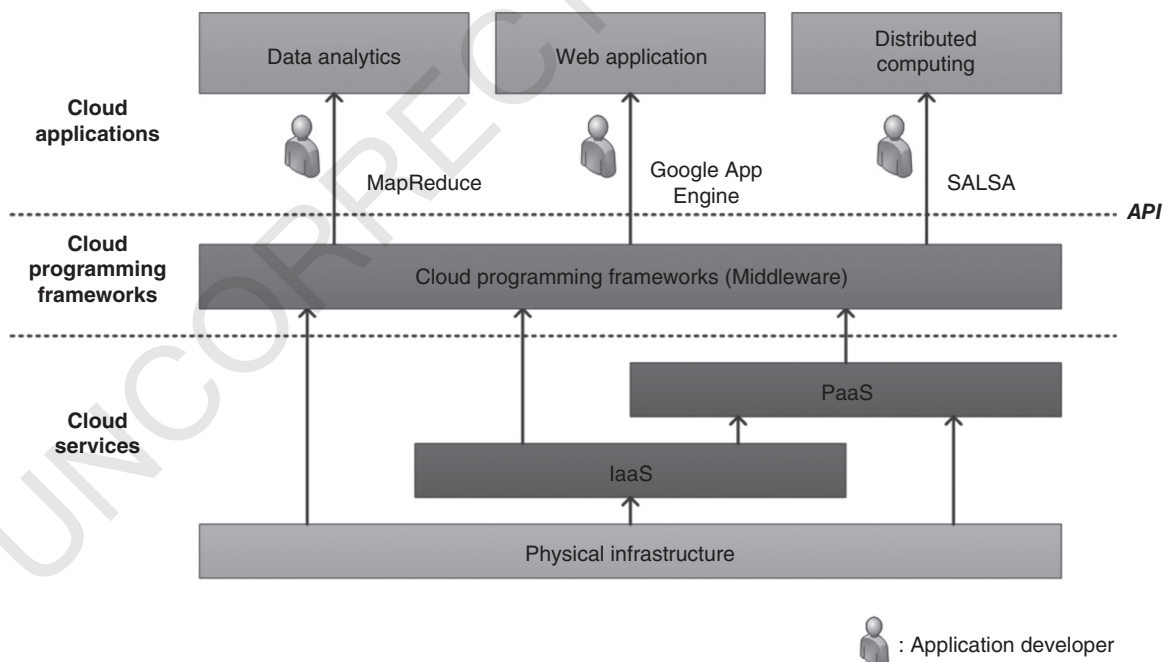 Data analytics
Web application
Distributed
computing
Cloud
applications
MapReduce
Google App
Engine
SALSA
API
Cloud
programming
frameworks
Cloud programming frameworks (Middleware)
PaaS
Cloud
services
IaaS
Physical infrastructure
: Application developer
UNCORRECT